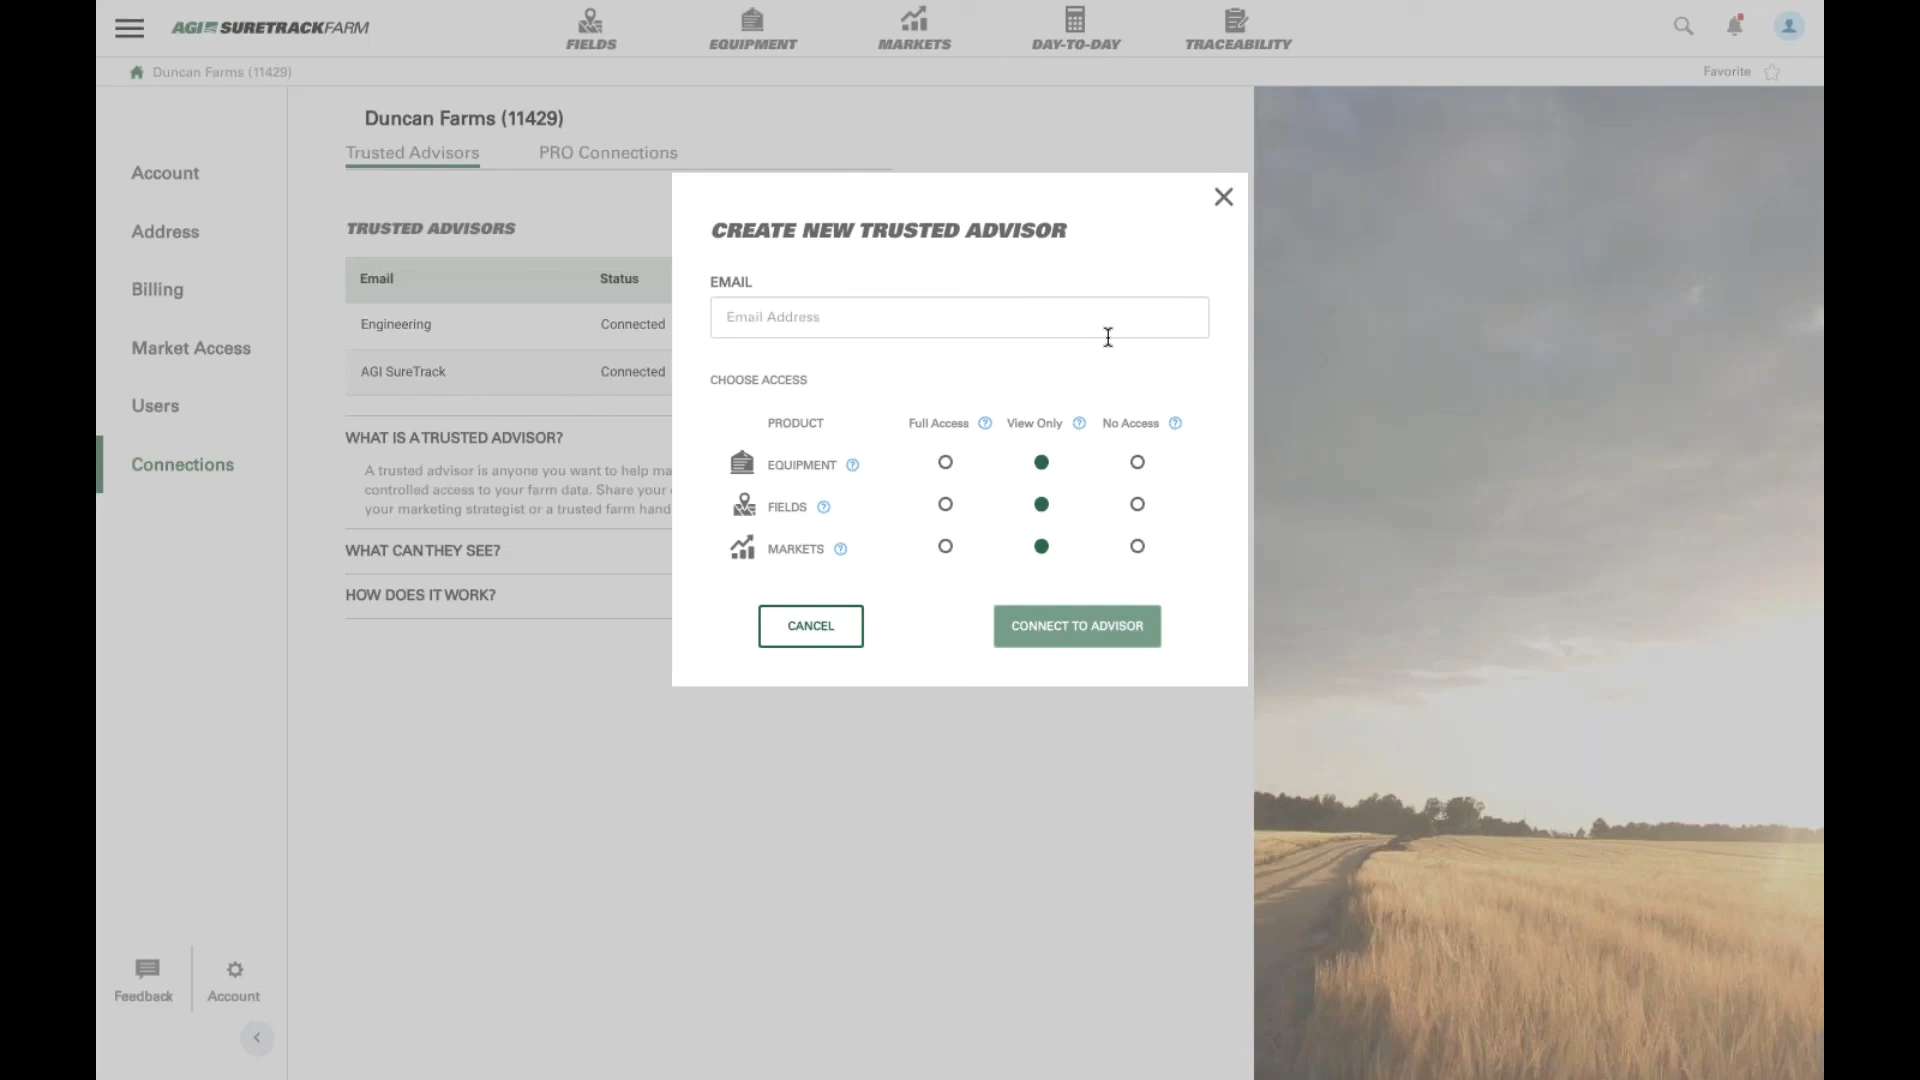 AGI SURETRACKFARM
FIELDS
EQUIPMENT
MARKETS
DAY-TO-DAY
TRACEABILITY
Duncan Farms (11429)
Favorite
Account
Address
Billing
Market Access
Users
Connections
Feedback
Account
Duncan Farms (11429)
Trusted Advisors PRO Connections
TRUSTED ADVISORS
Email Status
Engineering Connected
AGI SureTrack Connected
WHAT IS A TRUSTED ADVISOR?
A trusted advisor is anyone you want to help
controlled access to your farm data. Share your
your marketing strategist or a trusted farm hand
WHAT CAN THEY SEE?
HOW DOES IT WORK?
CREATE NEW TRUSTED ADVISOR
EMAIL
Email Address
CHOOSE ACCESS
PRODUCT Full Access ? View Only ? No Access ?
EQUIPMENT ?
FIELDS ?
MARKETS ?
CANCEL
CONNECT TO ADVISOR